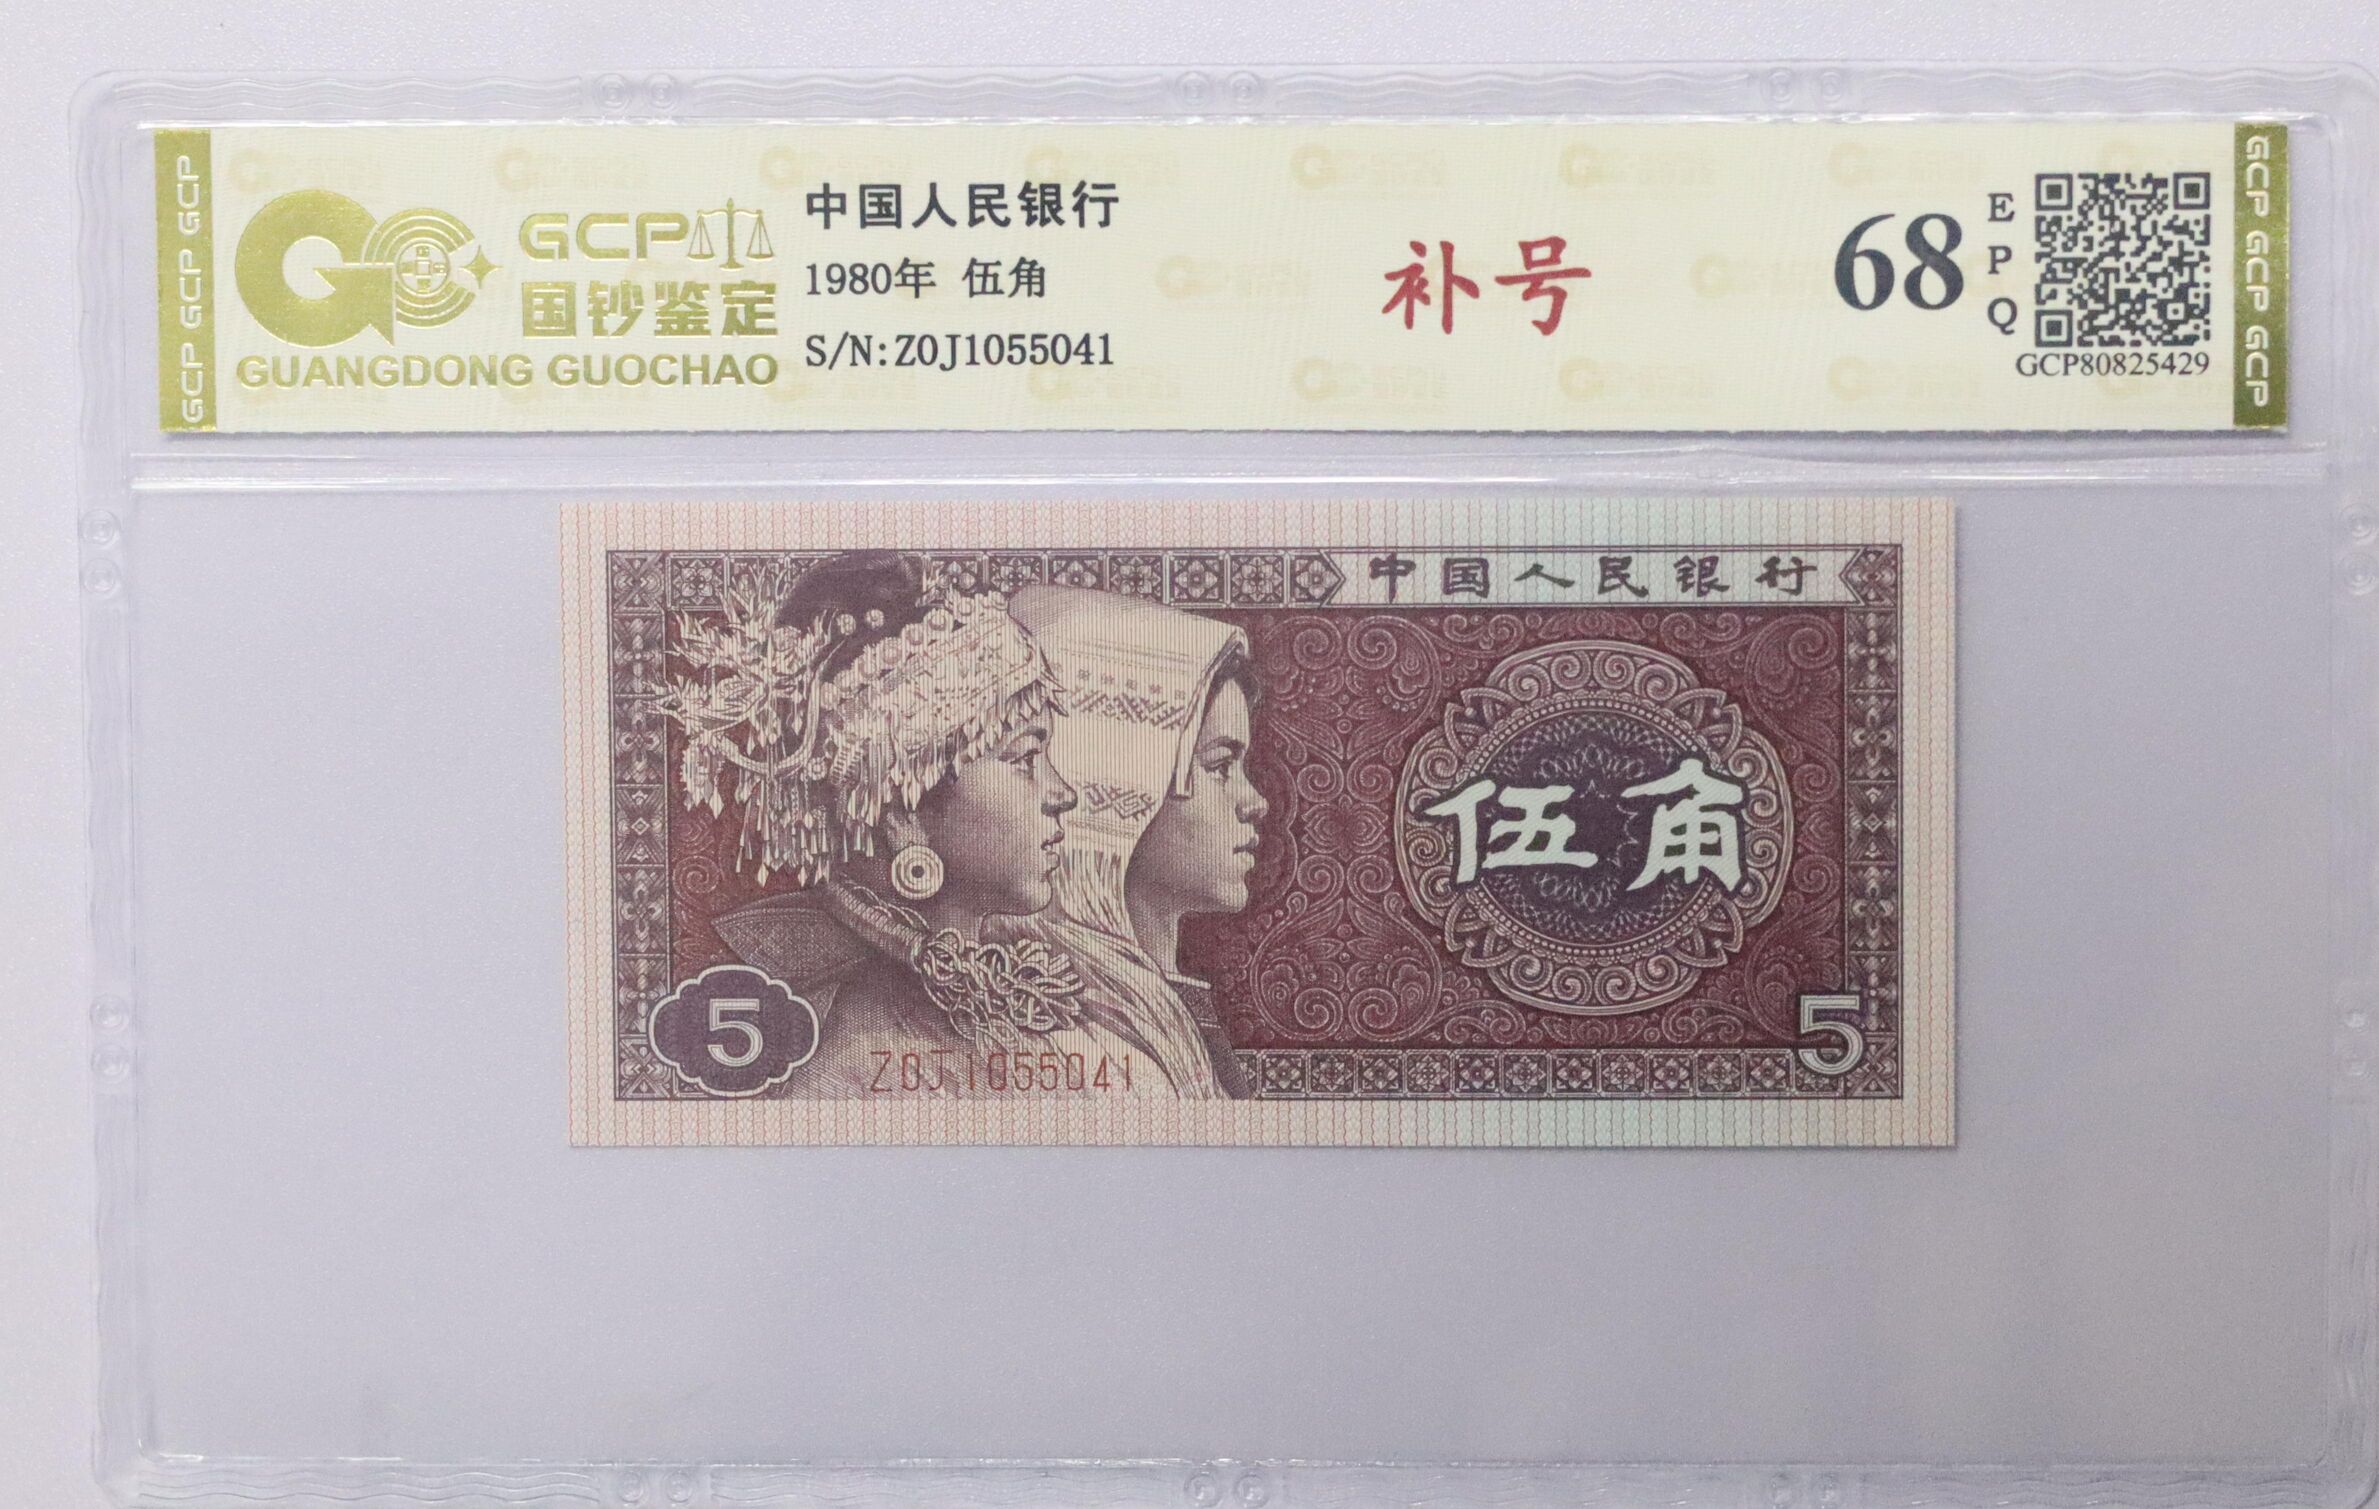 GCP GCP GCP
GCP
国钞鉴定
GUANGDONG GUOCHAO
中国人民银行
1980年 伍角
S/N:Z0J1055041
补号
68
EPQ
GCP80825429
GCP GCP GCP
中国人民银行
伍角
5
Z0J1055041
5